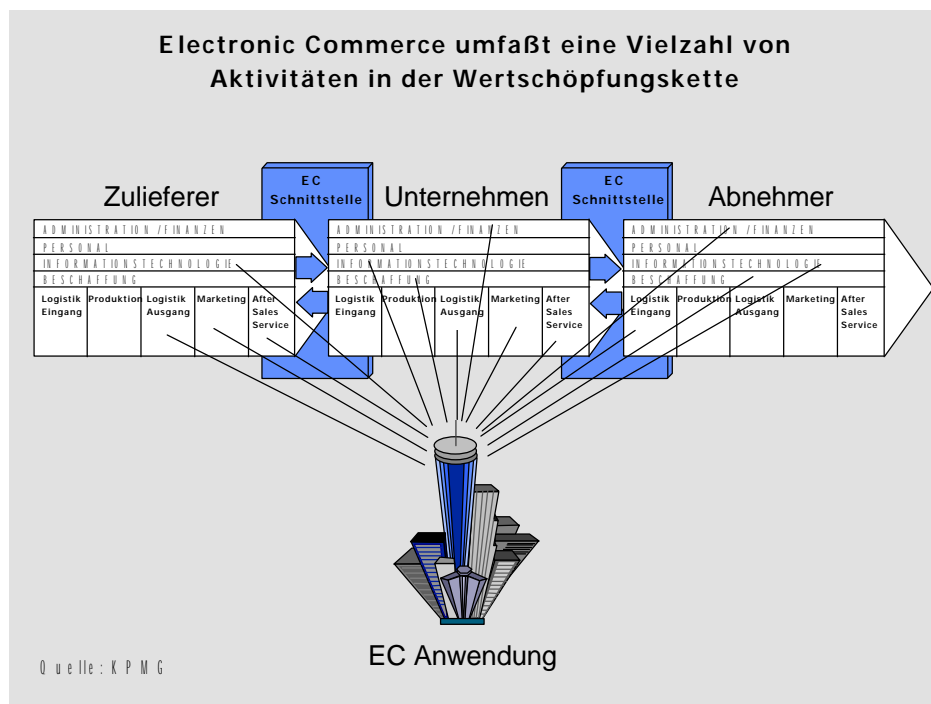 Electronic Commerce umfaßt eine Vielzahl von
Aktivitäten in der Wertschöpfungskette
EC
Schnittstelle
EC
Schnittstelle
Zulieferer
Unternehmen
Abnehmer
ADMINISTRATION /FINANZEN
PERSONAL
INFORMATIONSTECHNOLOGIE
BESCHAFFUNG
Logistik
Eingang
Produktion
Logistik
Ausgang
Marketing
After
Sales
Service
ADMINISTRATION /FINANZEN
PERSONAL
INFORMATIONSTECHNOLOGIE
BESCHAFFUNG
Logistik
Eingang
Produktion
Logistik
Ausgang
Marketing
After
Sales
Service
ADMINISTRATION /FINANZEN
PERSONAL
INFORMATIONSTECHNOLOGIE
BESCHAFFUNG
Logistik
Eingang
Produktion
Logistik
Ausgang
Marketing
After
Sales
Service
EC Anwendung
Quelle: KPMG